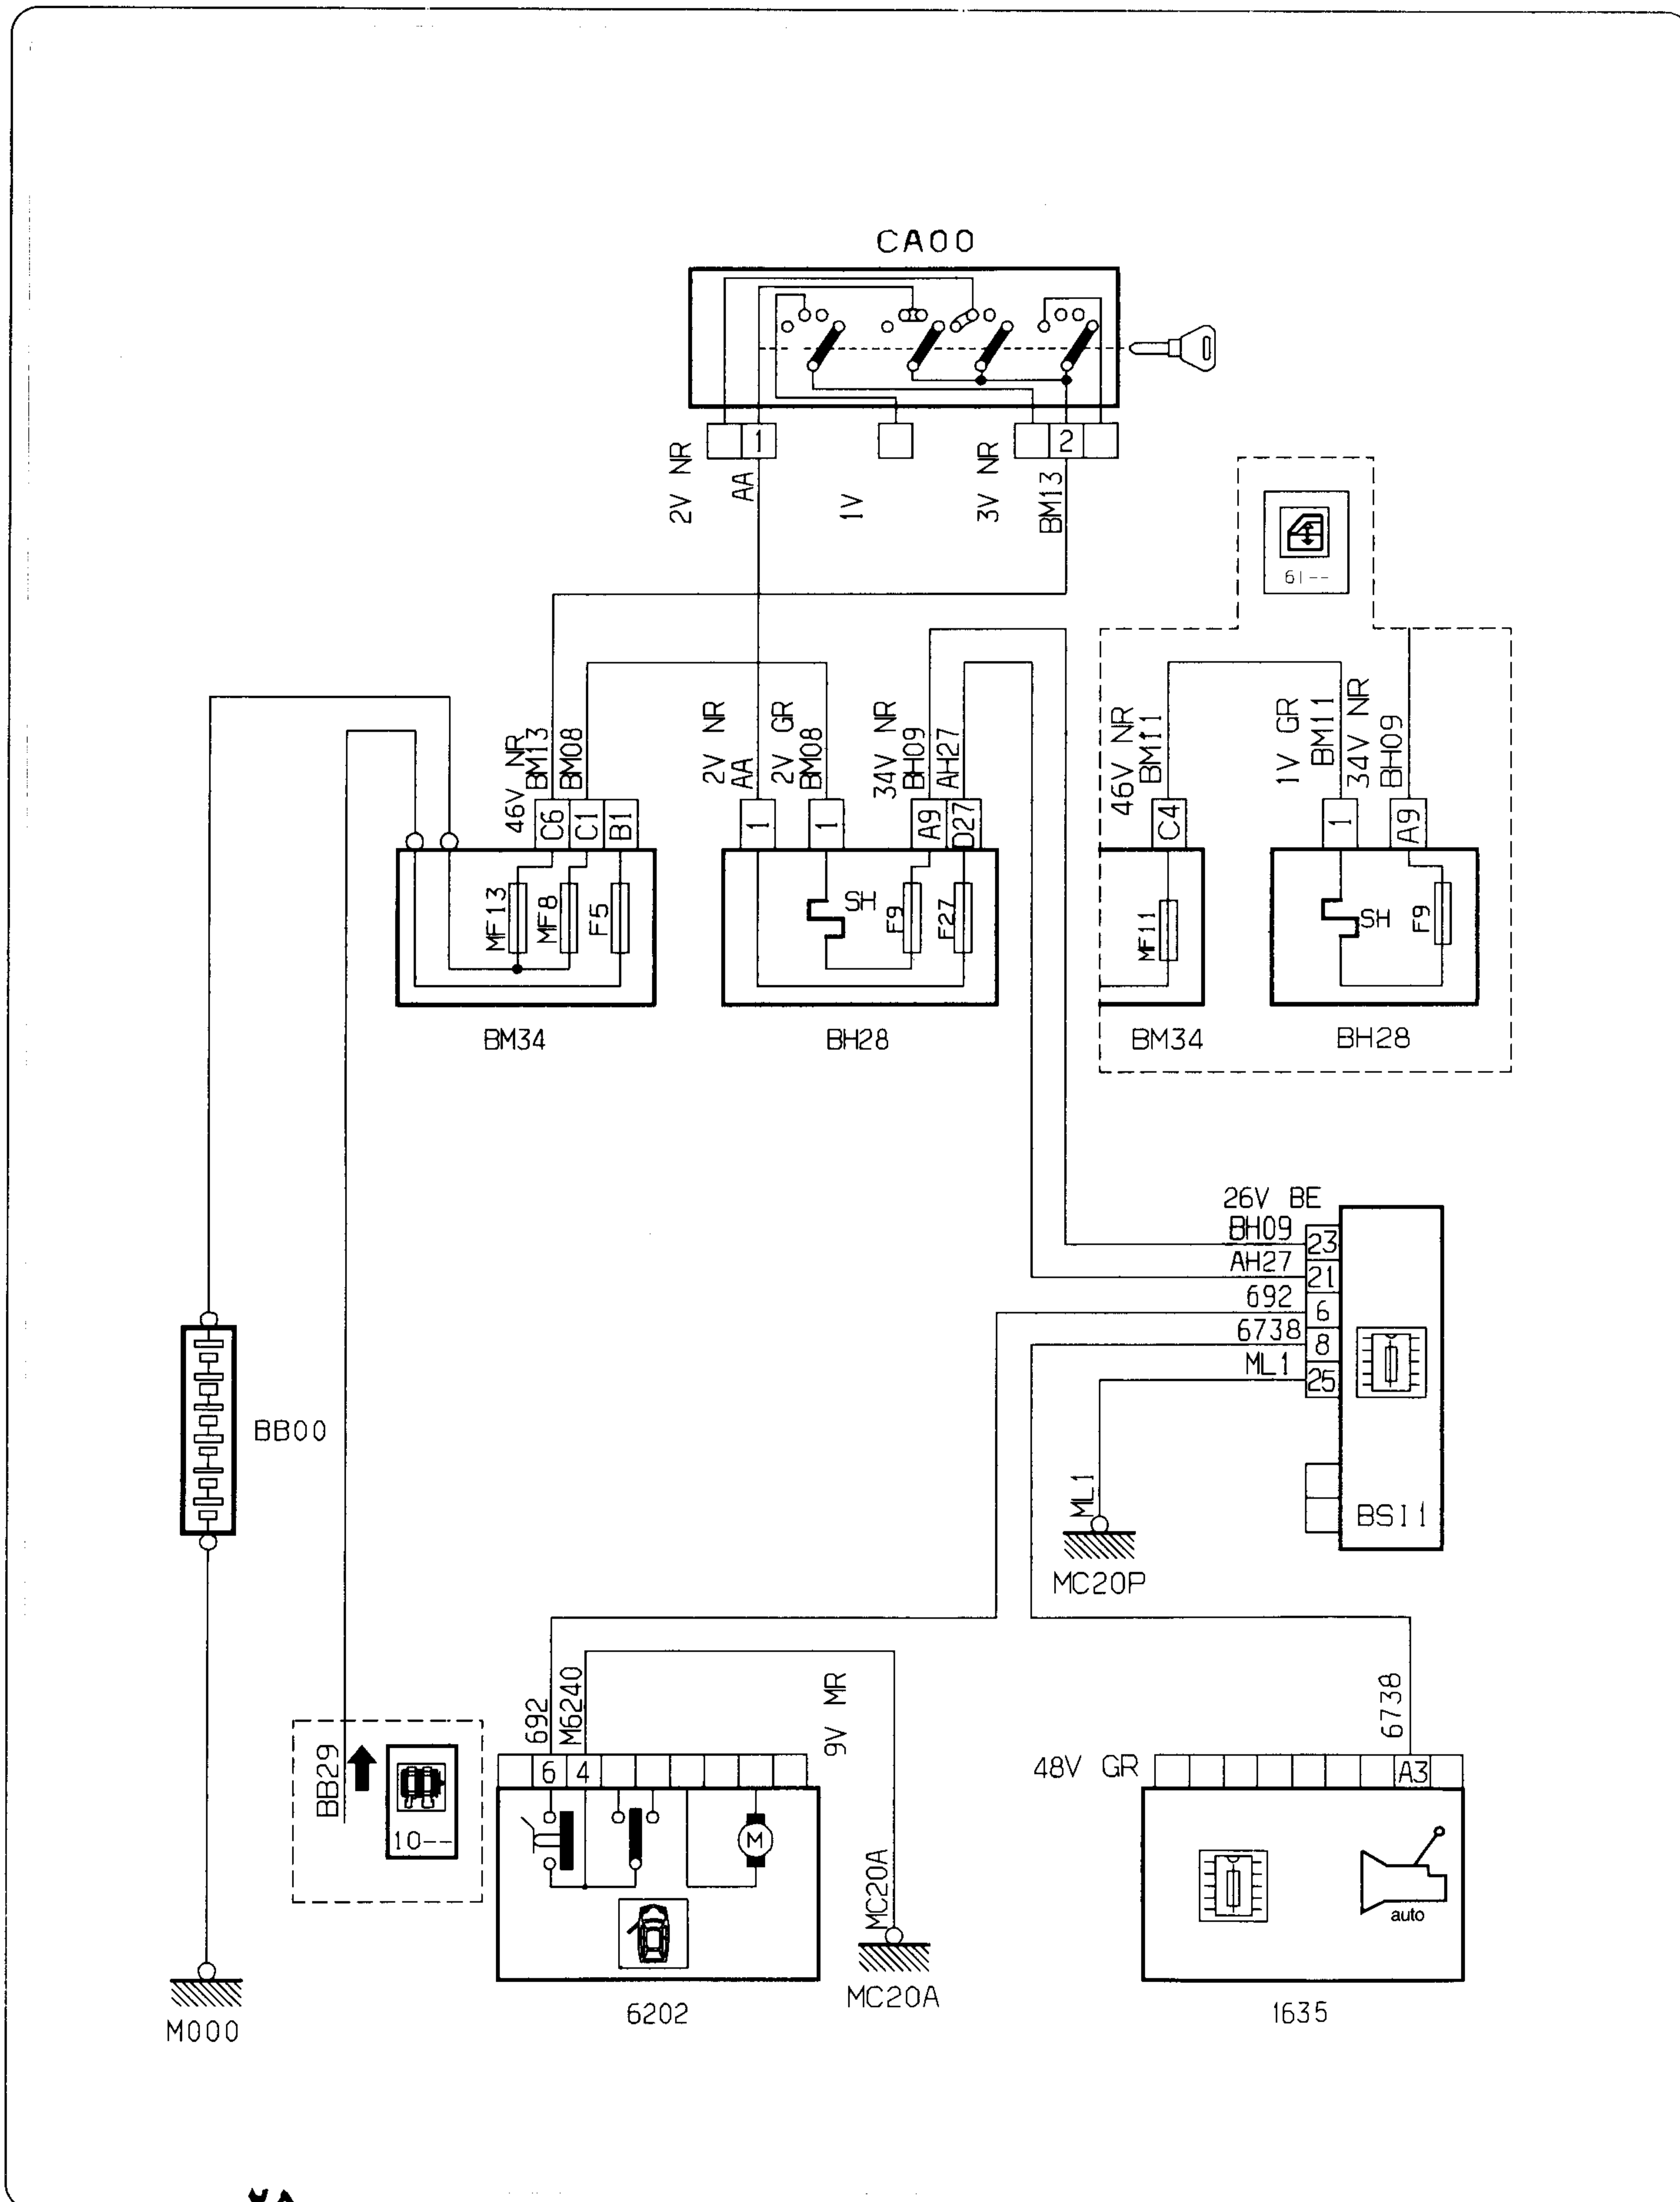 CA00
1
2
2V NR
AA
1V
3V NR
BM13
61--
46V NR
BM13
BM08
2V NR
AA
2V GR
BM08
34V NR
BH09
AH27
46V NR
BM11
1V GR
BM11
34V NR
BH09
C6
C1
B1
1
1
A9
D27
C4
1
A9
MF13
MF8
F5
SH
F9
F27
MF11
SH
F9
BM34
BH28
BM34
BH28
26V BE
BH09
23
AH27
21
692
6
6738
8
ML1
25
BB00
ML1
BSI1
MC20P
692
M6240
9V MR
6738
BB29
10--
6
4
48V GR
A3
M
MC20A
auto
MC20A
6202
1635
M000